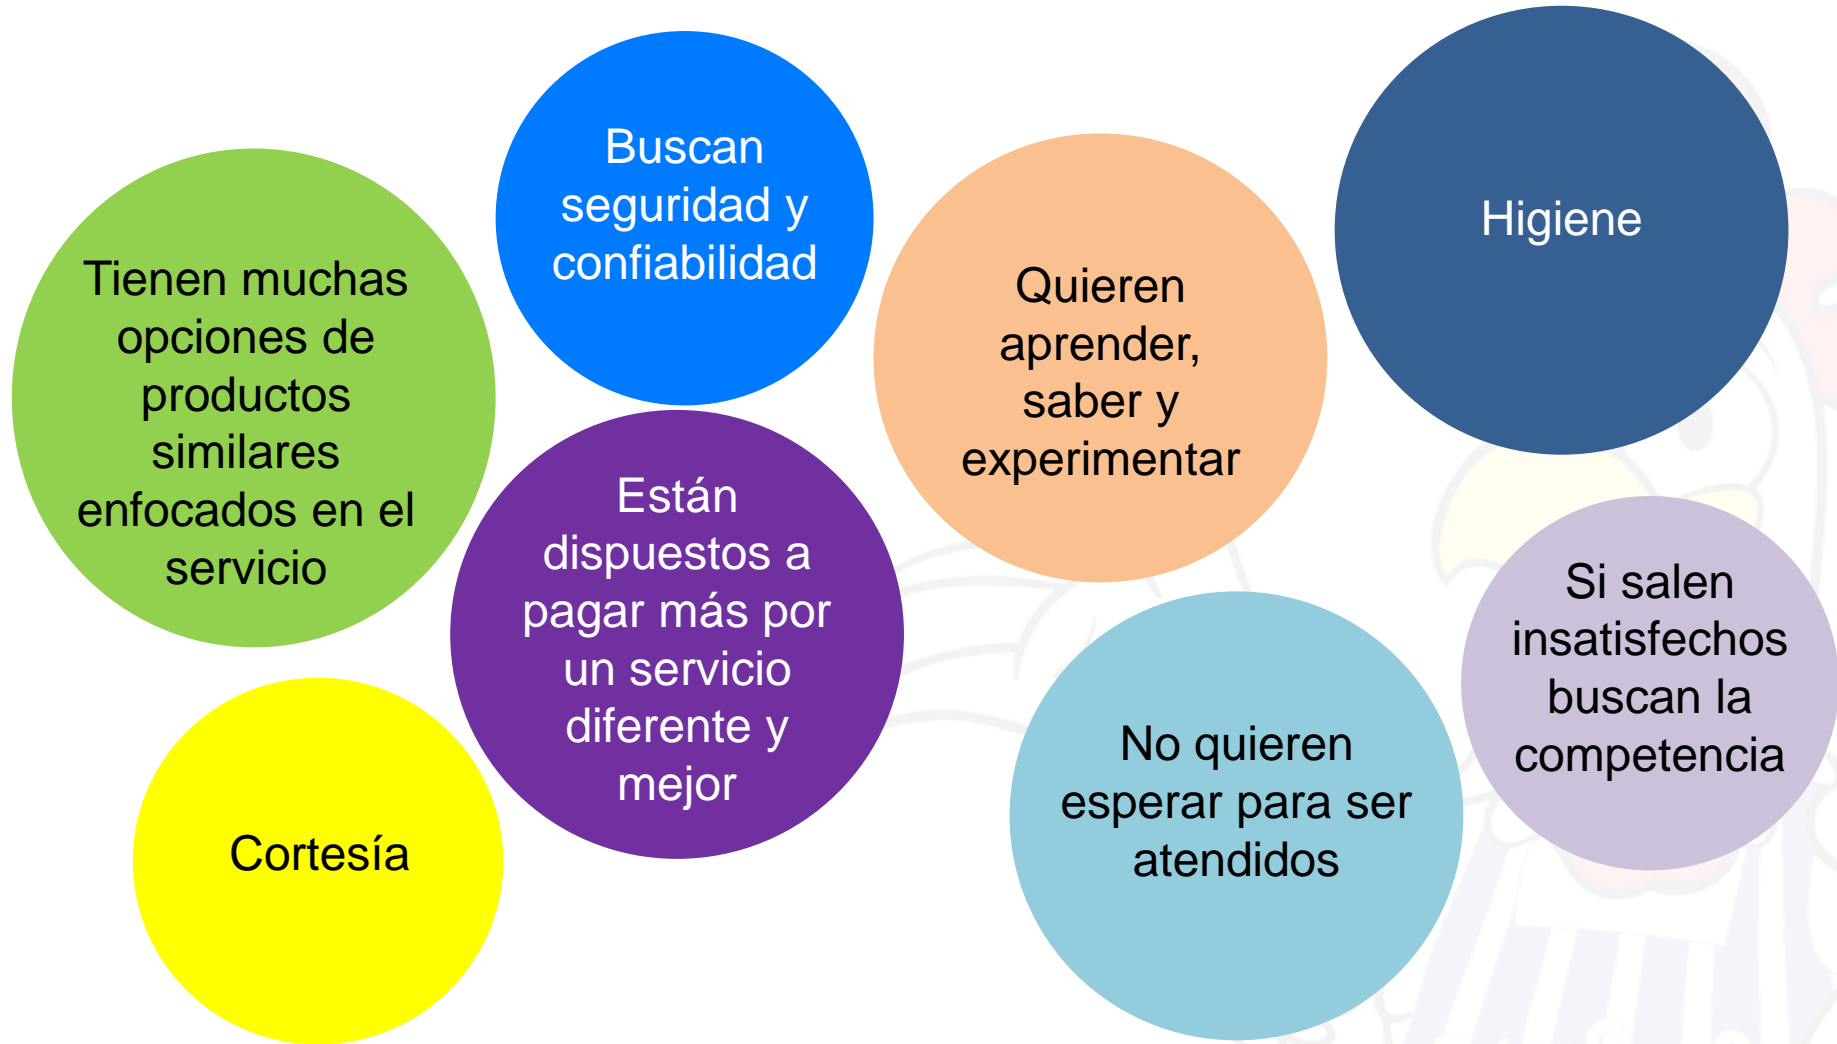 Tienen muchas
opciones de
productos
similares
enfocados en el
servicio
Buscan
seguridad y
confiabilidad
Quieren
aprender,
saber y
experimentar
Higiene
Cortesía
Están
dispuestos a
pagar más por
un servicio
diferente y
mejor
No quieren
esperar para ser
atendidos
Si salen
insatisfechos
buscan la
competencia